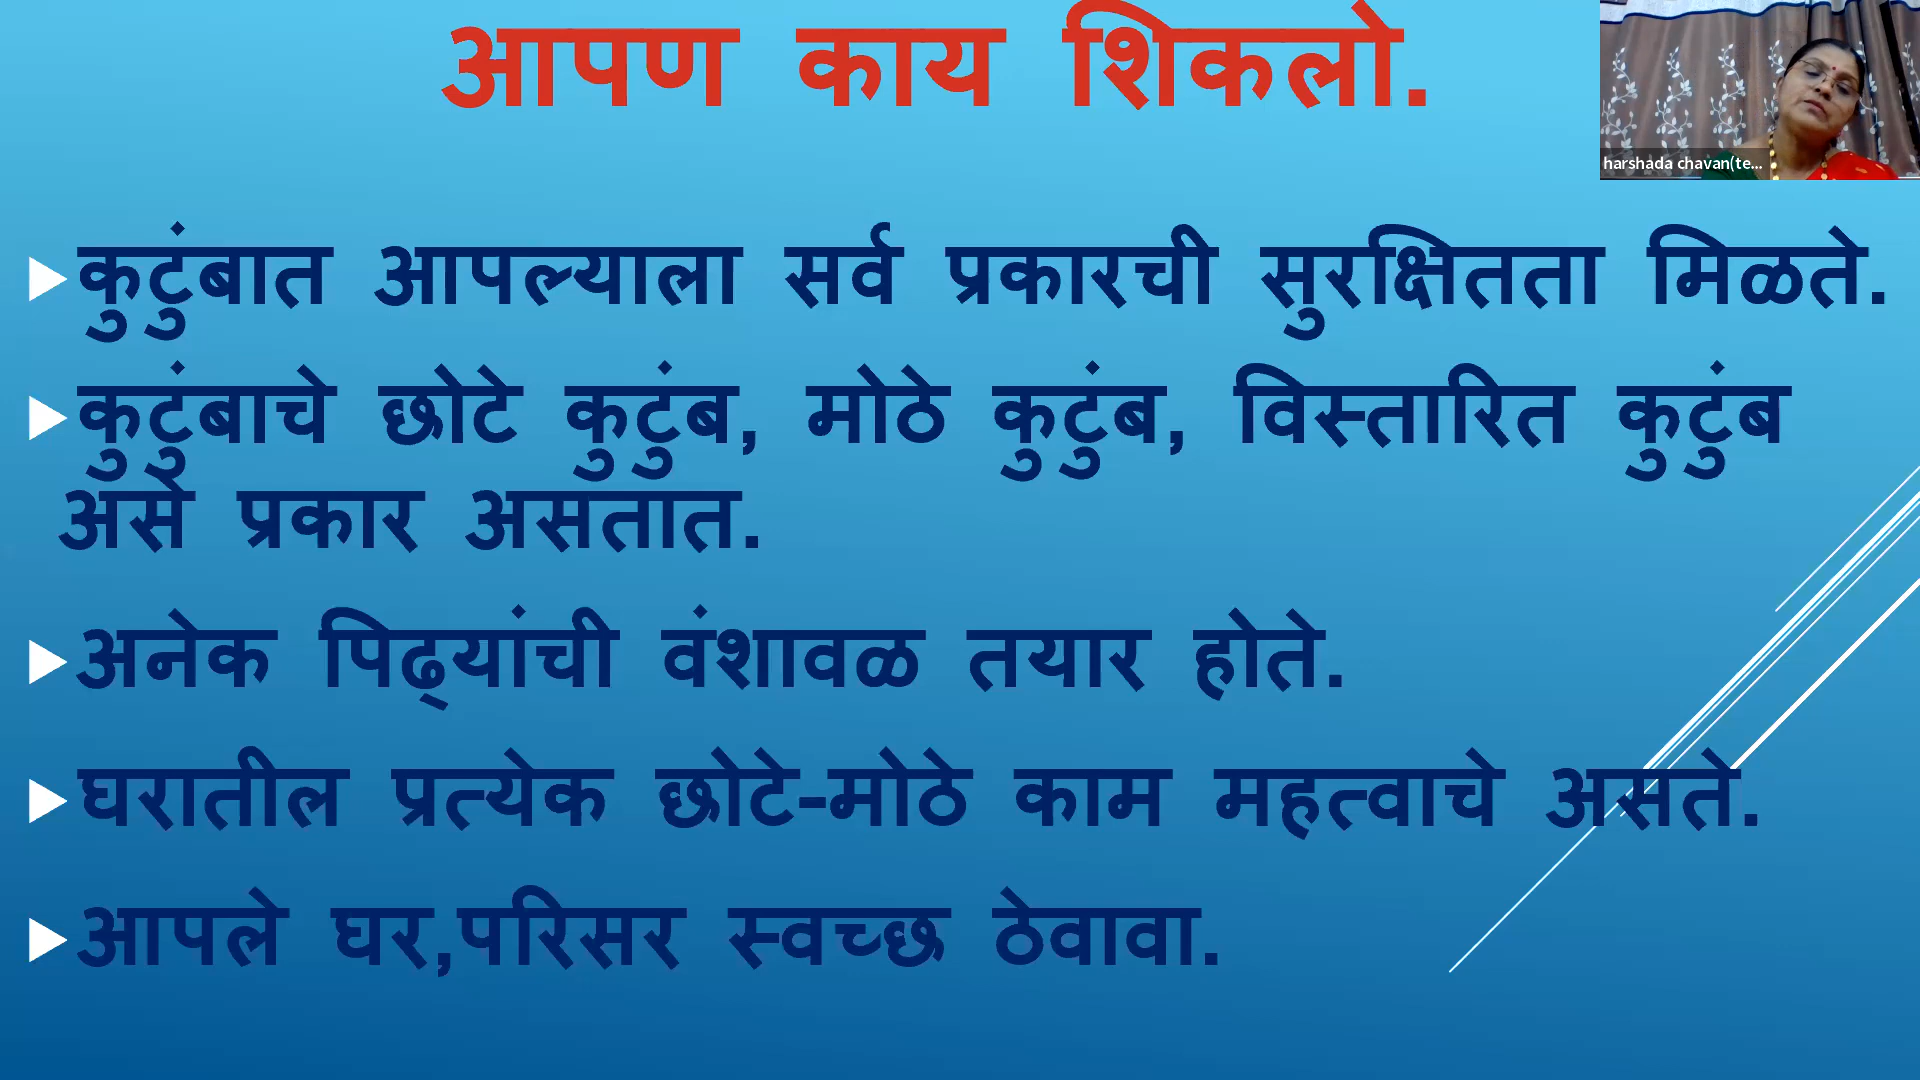 आपण काय शिकलो.
harshada chavan(te...
कुटुंबात आपल्याला सर्व प्रकारची सुरक्षितता मिळते.
कुटुंबाचे छोटे कुटुंब, मोठे कुटुंब, विस्तारित कुटुंब
असे प्रकार असतात.
अनेक पिढ्यांची वंशावळ तयार होते.
घरातील प्रत्येक छोटे-मोठे काम महत्वाचे असते.
आपले घर,परिसर स्वच्छ ठेवावा.